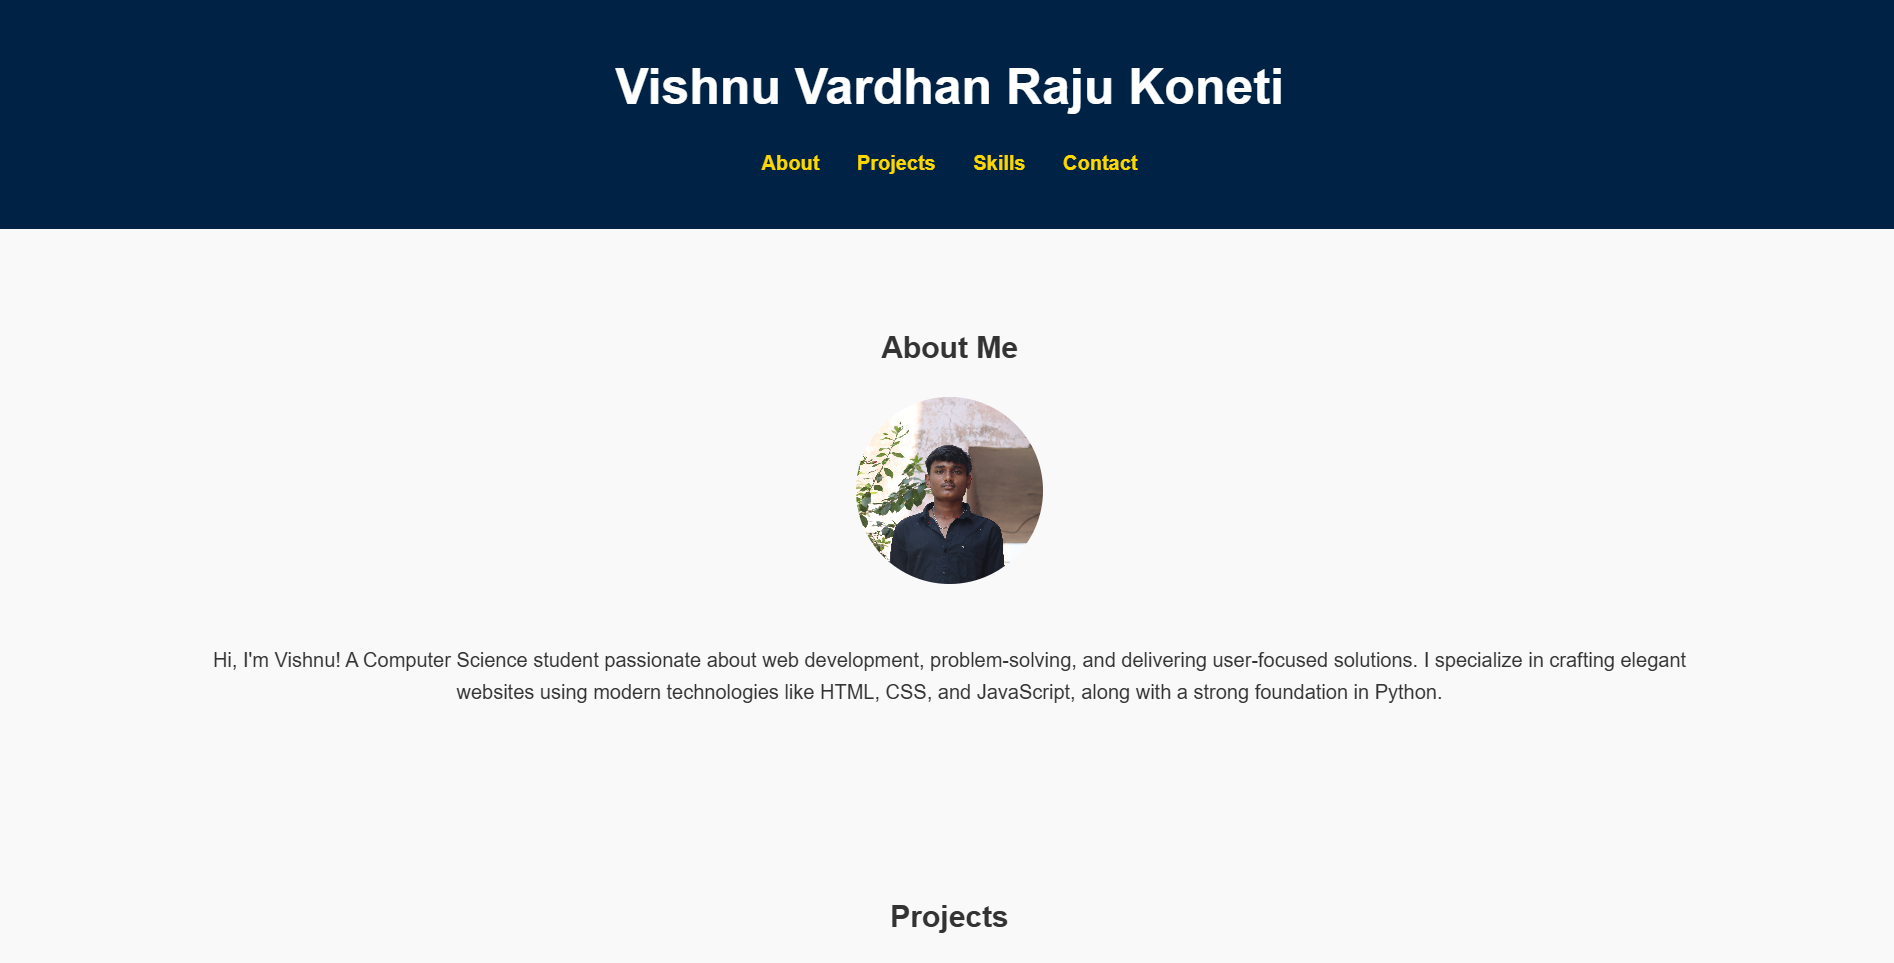 Vishnu Vardhan Raju Koneti
About Projects Skills Contact
About Me
Hi, I'm Vishnu! A Computer Science student passionate about web development, problem-solving, and delivering user-focused solutions. I specialize in crafting elegant
websites using modern technologies like HTML, CSS, and JavaScript, along with a strong foundation in Python.
Projects